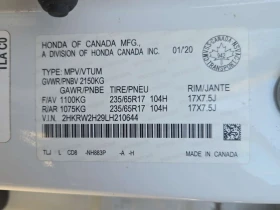 TLA CO
HONDA OF CANADA MFG.,
A DIVISION OF HONDA CANADA INC. 01/20
TYPE: MPV/VTUM
GVWR/PNBV 2150KG
GAWR/PNBE TIRE/PNEU RIM/JANTE
F/AV 1100KG 235/65R17 104H 17X7.5J
R/AR 1075KG 235/65R17 104H 17X7.5J
V.I.N. 2HKRW2H29LH210644
MADE IN CANADA